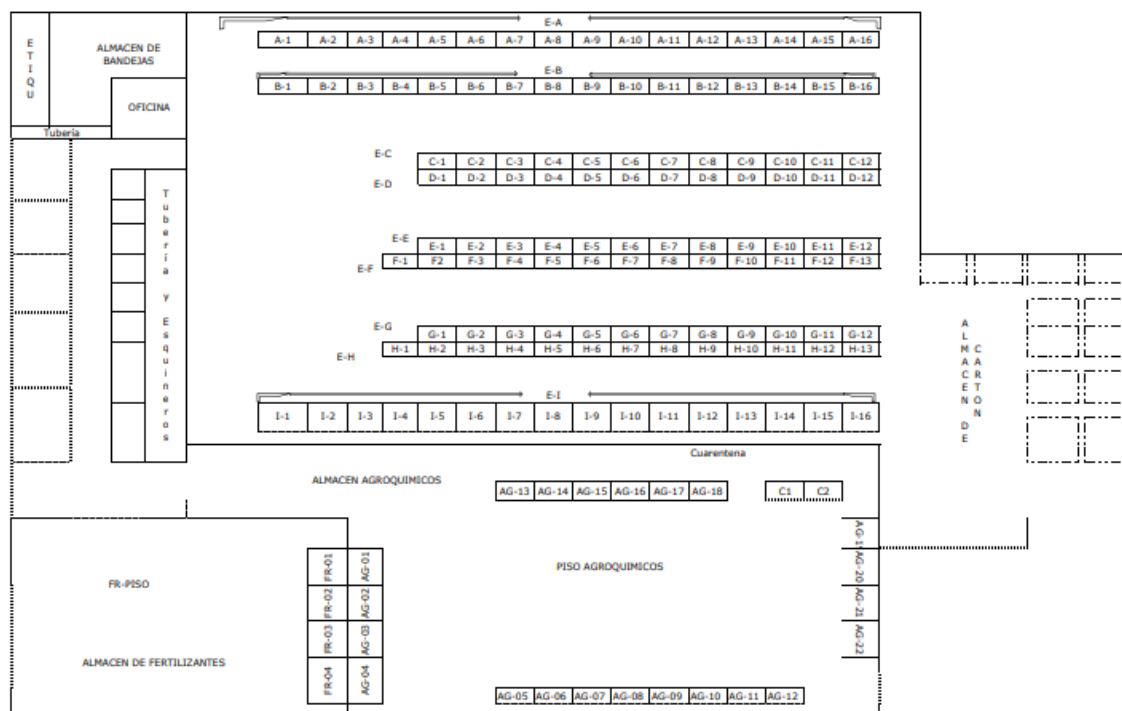 E-A
A-1 A-2 A-3 A-4 A-5 A-6 A-7 A-8 A-9 A-10 A-11 A-12 A-13 A-14 A-15 A-16
ETIQU
ALMACEN DE
BANDEJAS
E-B
B-1 B-2 B-3 B-4 B-5 B-6 B-7 B-8 B-9 B-10 B-11 B-12 B-13 B-14 B-15 B-16
OFICINA
Tubería
E-C
C-1 C-2 C-3 C-4 C-5 C-6 C-7 C-8 C-9 C-10 C-11 C-12
D-1 D-2 D-3 D-4 D-5 D-6 D-7 D-8 D-9 D-10 D-11 D-12
E-D
Tubería y Esquineros
E-E
E-1 E-2 E-3 E-4 E-5 E-6 E-7 E-8 E-9 E-10 E-11 E-12
F-1 F2 F-3 F-4 F-5 F-6 F-7 F-8 F-9 F-10 F-11 F-12 F-13
E-F
E-G
G-1 G-2 G-3 G-4 G-5 G-6 G-7 G-8 G-9 G-10 G-11 G-12
H-1 H-2 H-3 H-4 H-5 H-6 H-7 H-8 H-9 H-10 H-11 H-12 H-13
E-H
ALMACEN DE
CARTON
E-I
I-1 I-2 I-3 I-4 I-5 I-6 I-7 I-8 I-9 I-10 I-11 I-12 I-13 I-14 I-15 I-16
Cuarentena
ALMACEN AGROQUIMICOS
AG-13 AG-14 AG-15 AG-16 AG-17 AG-18
C1 C2
FR-PISO
FR-01 AG-01
FR-02 AG-02
FR-03 AG-03
FR-04 AG-04
PISO AGROQUIMICOS
AG-20
AG-21
AG-22
ALMACEN DE FERTILIZANTES
AG-05 AG-06 AG-07 AG-08 AG-09 AG-10 AG-11 AG-12